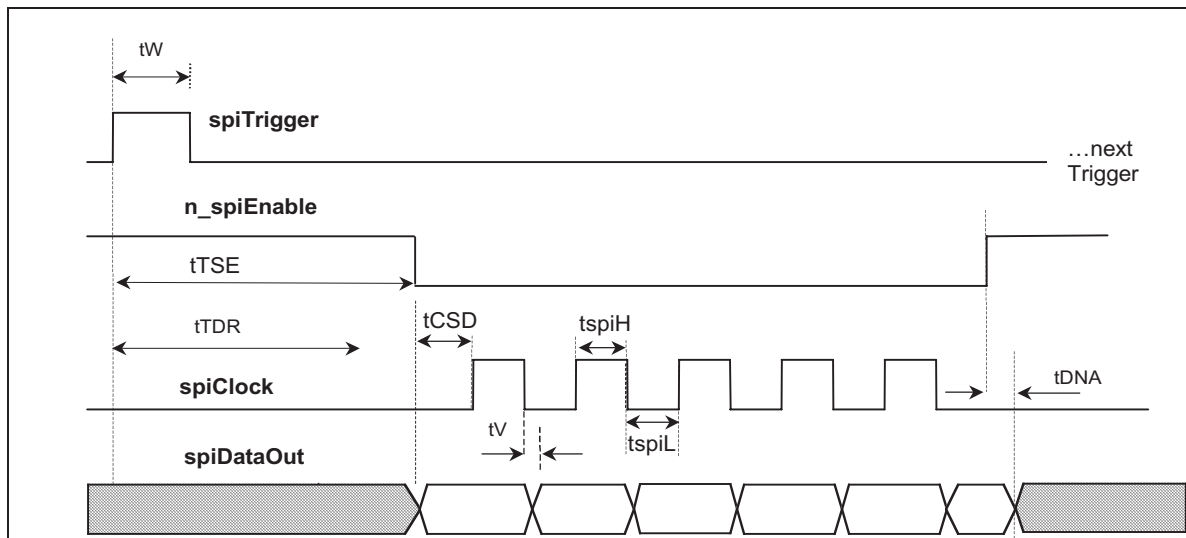 tW
spiTrigger
...next
Trigger
n_spiEnable
tTSE
tTDR
tCSD
tspiH
spiClock
tDNA
tV
tspiL
spiDataOut